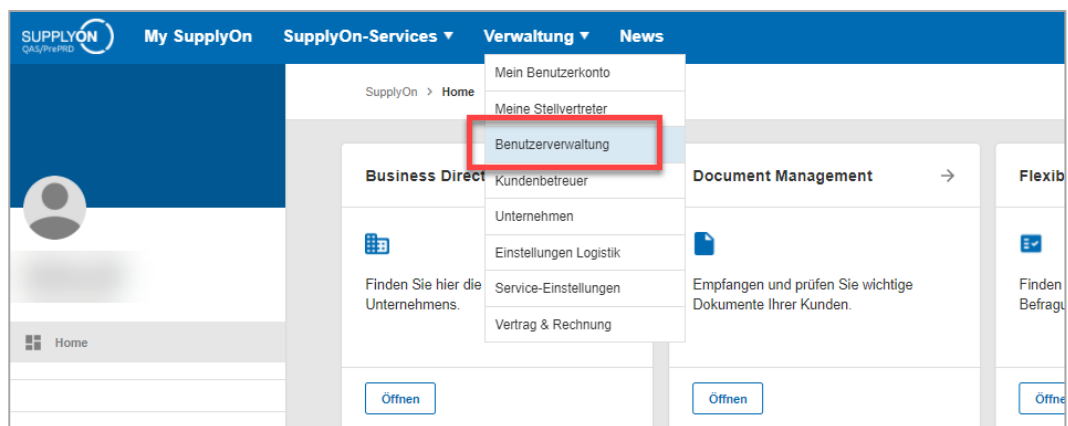 SUPPLYON
QAS/PrePRD
My SupplyOn SupplyOn-Services ▼ Verwaltung ▼ News
SupplyOn > Home
Mein Benutzerkonto
Meine Stellvertreter
Benutzerverwaltung
Kundenbetreuer
Unternehmen
Einstellungen Logistik
Service-Einstellungen
Vertrag & Rechnung
Home
Business Direct
Finden Sie hier die
Unternehmens.
Öffnen
Document Management →
Empfangen und prüfen Sie wichtige
Dokumente Ihrer Kunden.
Öffnen
Flexib
Finden
Befragu
Öffne